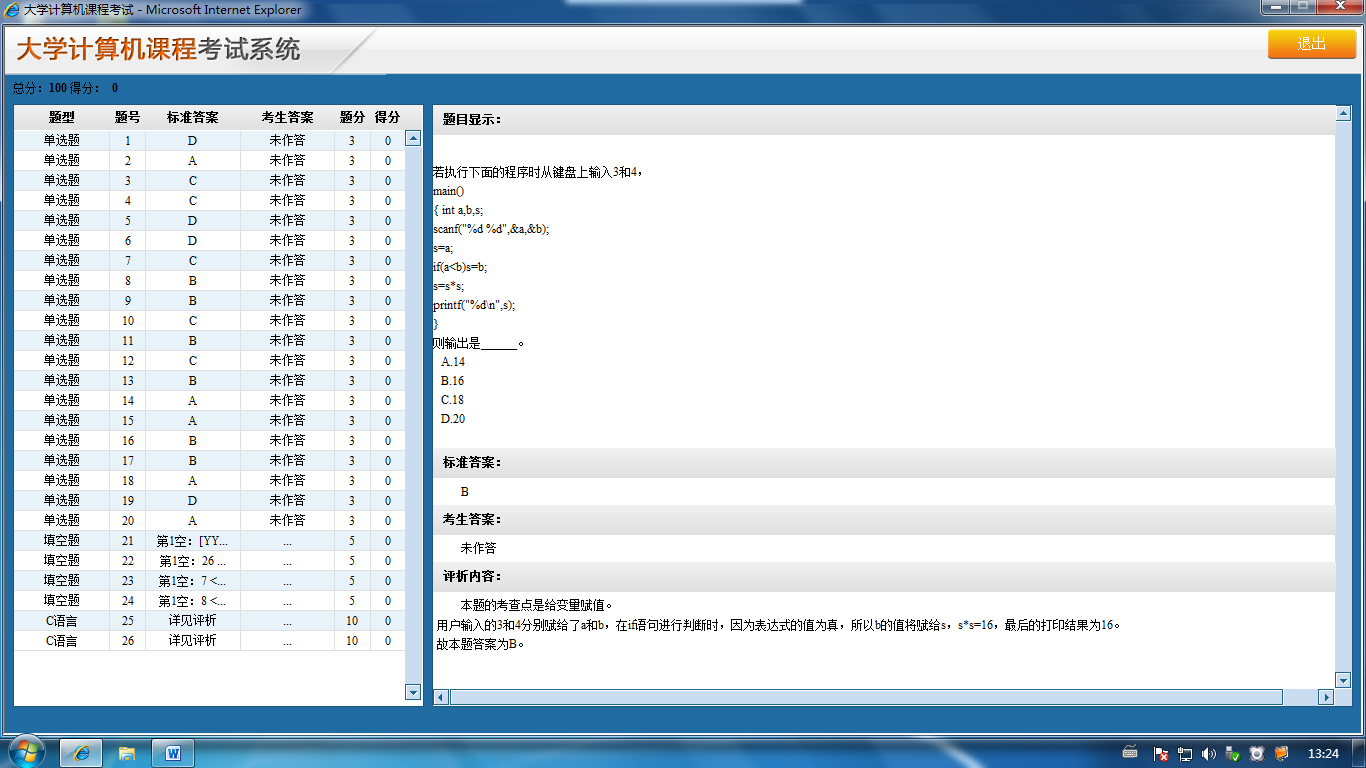 大学计算机课程考试 - Microsoft Internet Explorer
大学计算机课程考试系统
退出
总分：100 得分： 0
题型 题号 标准答案 考生答案 题分 得分
单选题 1 D 未作答 3 0
单选题 2 A 未作答 3 0
单选题 3 C 未作答 3 0
单选题 4 C 未作答 3 0
单选题 5 D 未作答 3 0
单选题 6 D 未作答 3 0
单选题 7 C 未作答 3 0
单选题 8 B 未作答 3 0
单选题 9 B 未作答 3 0
单选题 10 C 未作答 3 0
单选题 11 B 未作答 3 0
单选题 12 C 未作答 3 0
单选题 13 B 未作答 3 0
单选题 14 A 未作答 3 0
单选题 15 A 未作答 3 0
单选题 16 B 未作答 3 0
单选题 17 B 未作答 3 0
单选题 18 A 未作答 3 0
单选题 19 D 未作答 3 0
单选题 20 A 未作答 3 0
填空题 21 第1空：[YY... ... 5 0
填空题 22 第1空：26 ... ... 5 0
填空题 23 第1空：7 <... ... 5 0
填空题 24 第1空：8 <... ... 5 0
C语言 25 详见评析 ... 10 0
C语言 26 详见评析 ... 10 0
题目显示：
若执行下面的程序时从键盘上输入3和4，
main()
{ int a,b,s;
scanf("%d %d",&a,&b);
s=a;
if(a<b)s=b;
s=s*s;
printf("%d\n",s);
}
则输出是______。
A.14
B.16
C.18
D.20
标准答案：
B
考生答案：
未作答
评析内容：
本题的考查点是给变量赋值。
用户输入的3和4分别赋给了a和b，在if语句进行判断时，因为表达式的值为真，所以b的值将赋给s，s*s=16，最后的打印结果为16。
故本题答案为B。
13:24